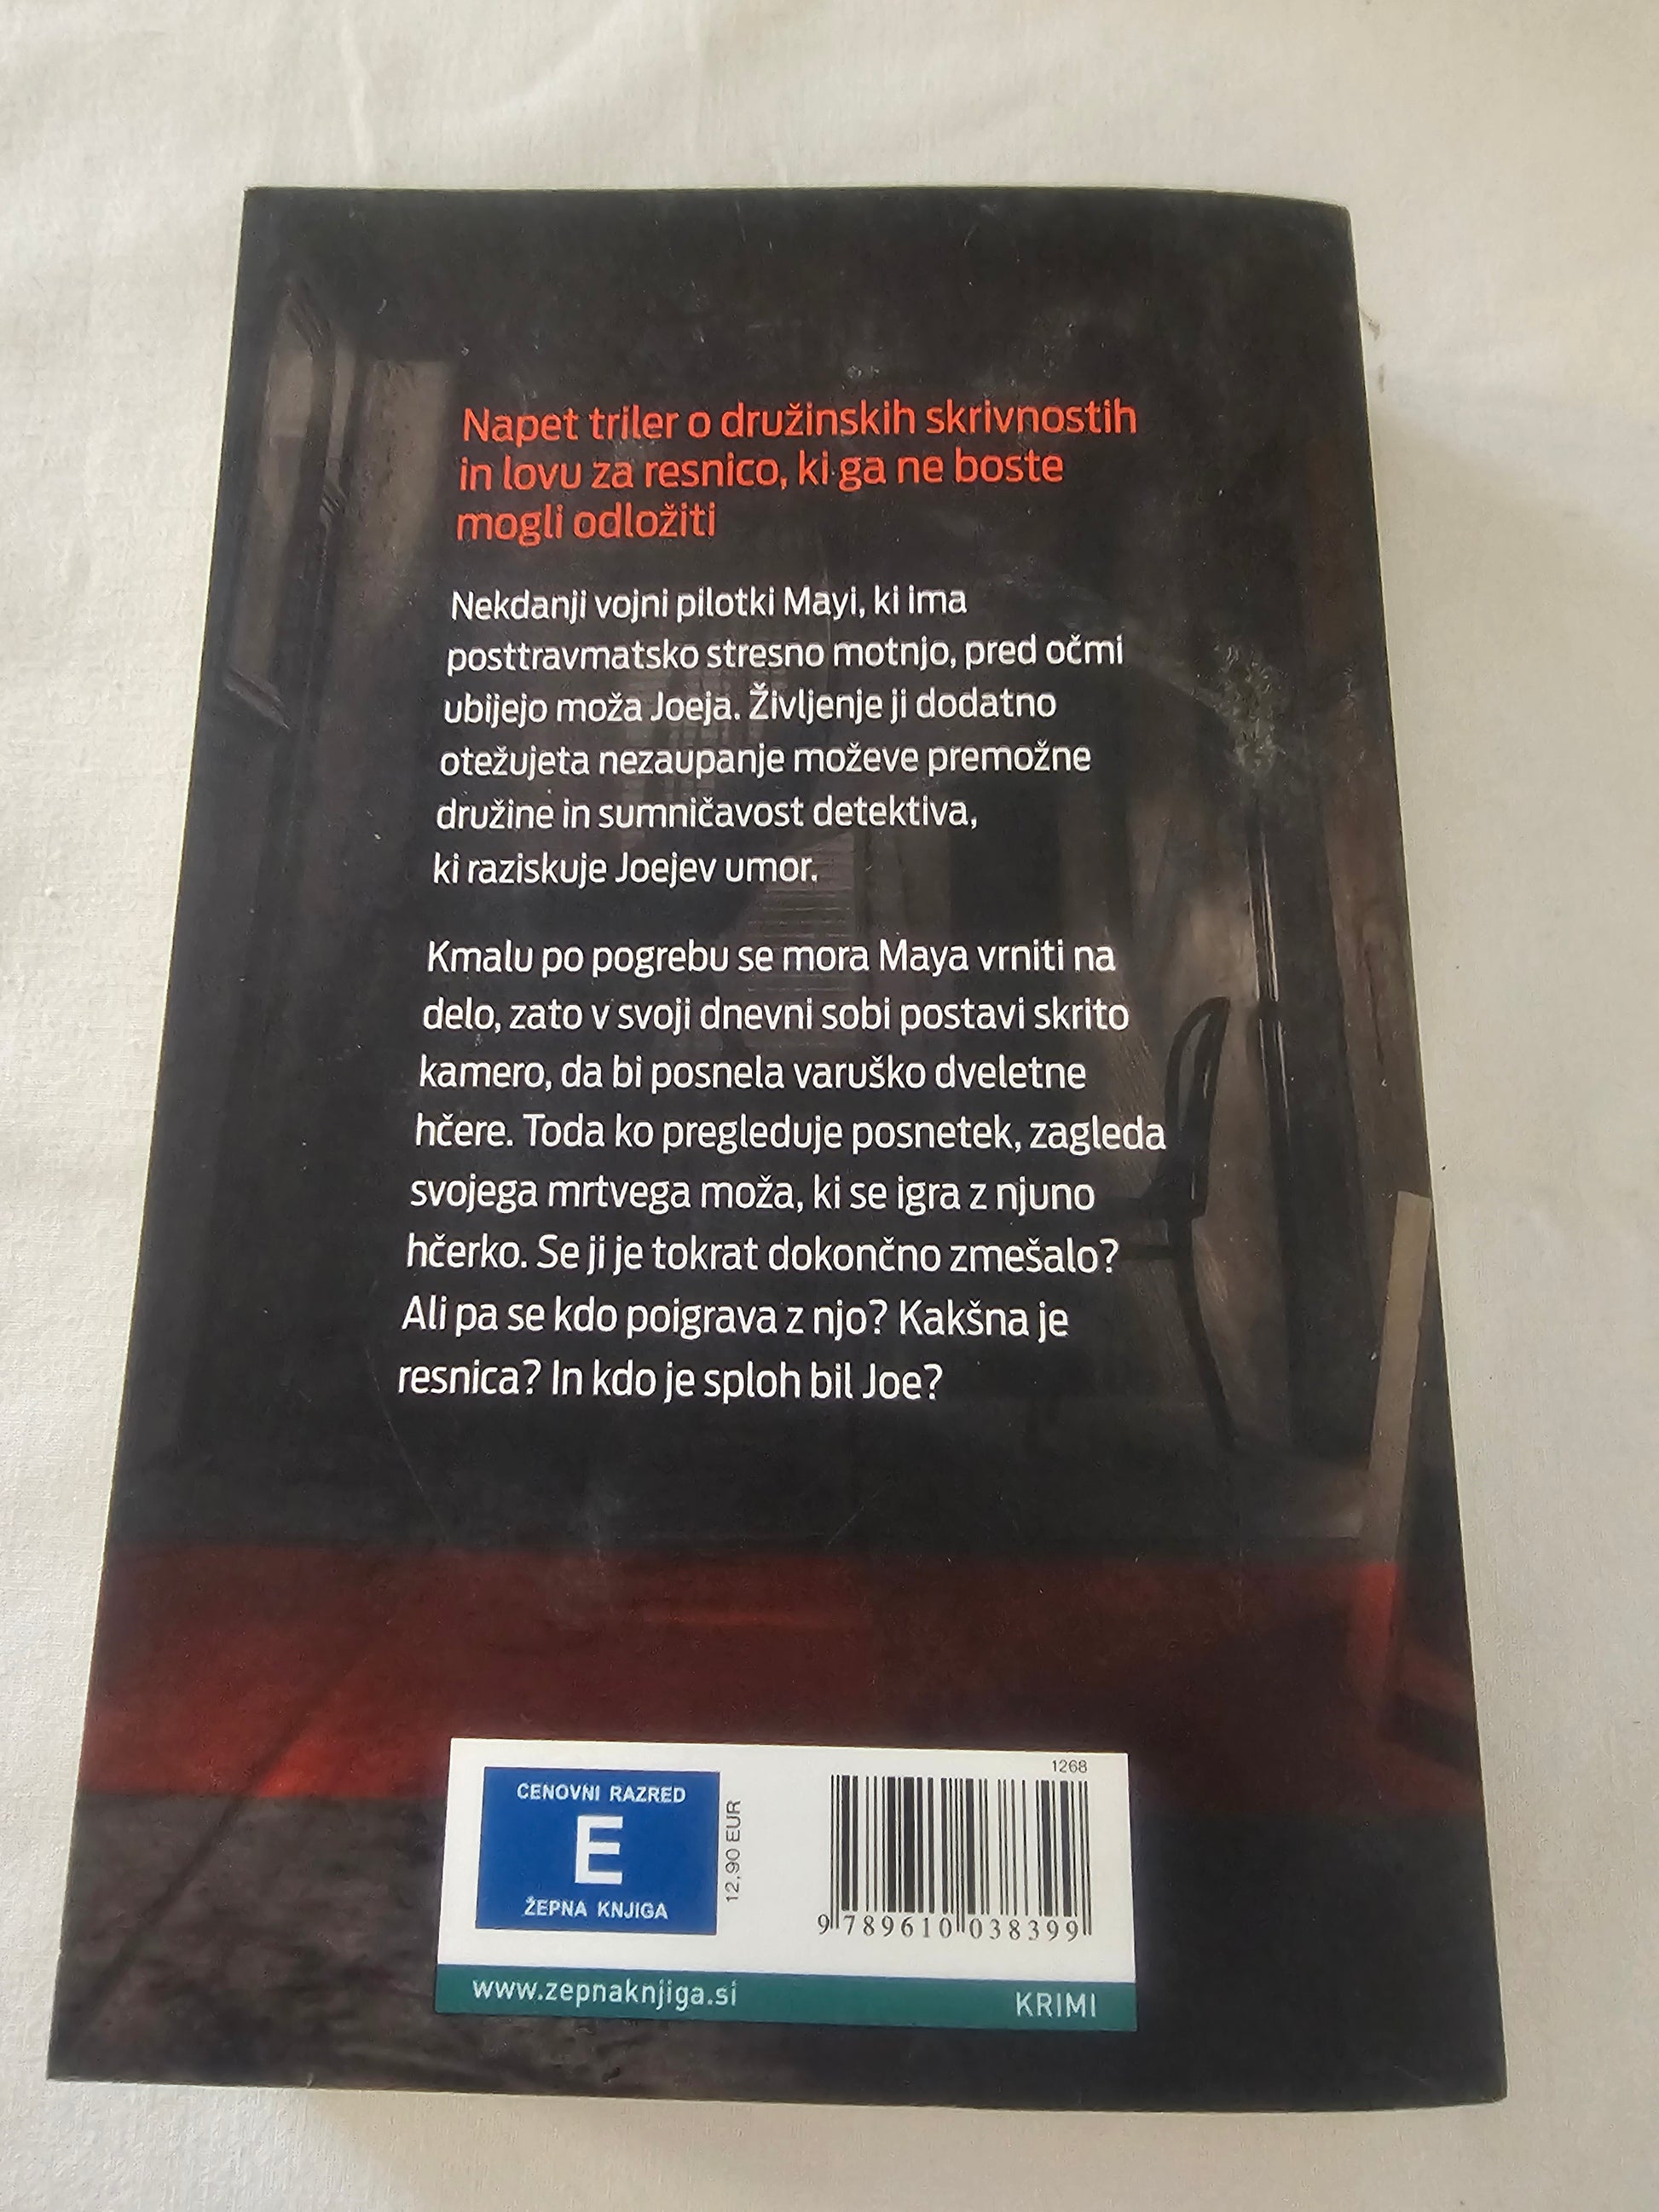 Napet triler o družinskih skrivnostih
in lovu za resnico, ki ga ne boste
mogli odložiti
Nekdanji vojni pilotki Mayi, ki ima
posttravmatsko stresno motnjo, pred očmi
ubijejo moža Joeja. Življenje ji dodatno
otežujeta nezaupanje moževe premožne
družine in sumničavost detektiva,
ki raziskuje Joejev umor.
Kmalu po pogrebu se mora Maya vrniti na
delo, zato v svoji dnevni sobi postavi skrito
kamero, da bi posnela varuško dveletne
hčere. Toda ko pregleduje posnetek, zagleda
svojega mrtvega moža, ki se igra z njuno
hčerko. Se ji je tokrat dokončno zmešalo?
Ali pa se kdo poigrava z njo? Kakšna je
resnica? In kdo je sploh bil Joe?
CENOVNI RAZRED
E
ŽEPNA KNJIGA
12,90 EUR
1268
9 789610 038399
www.zepnaknjiga.si
KRIMI